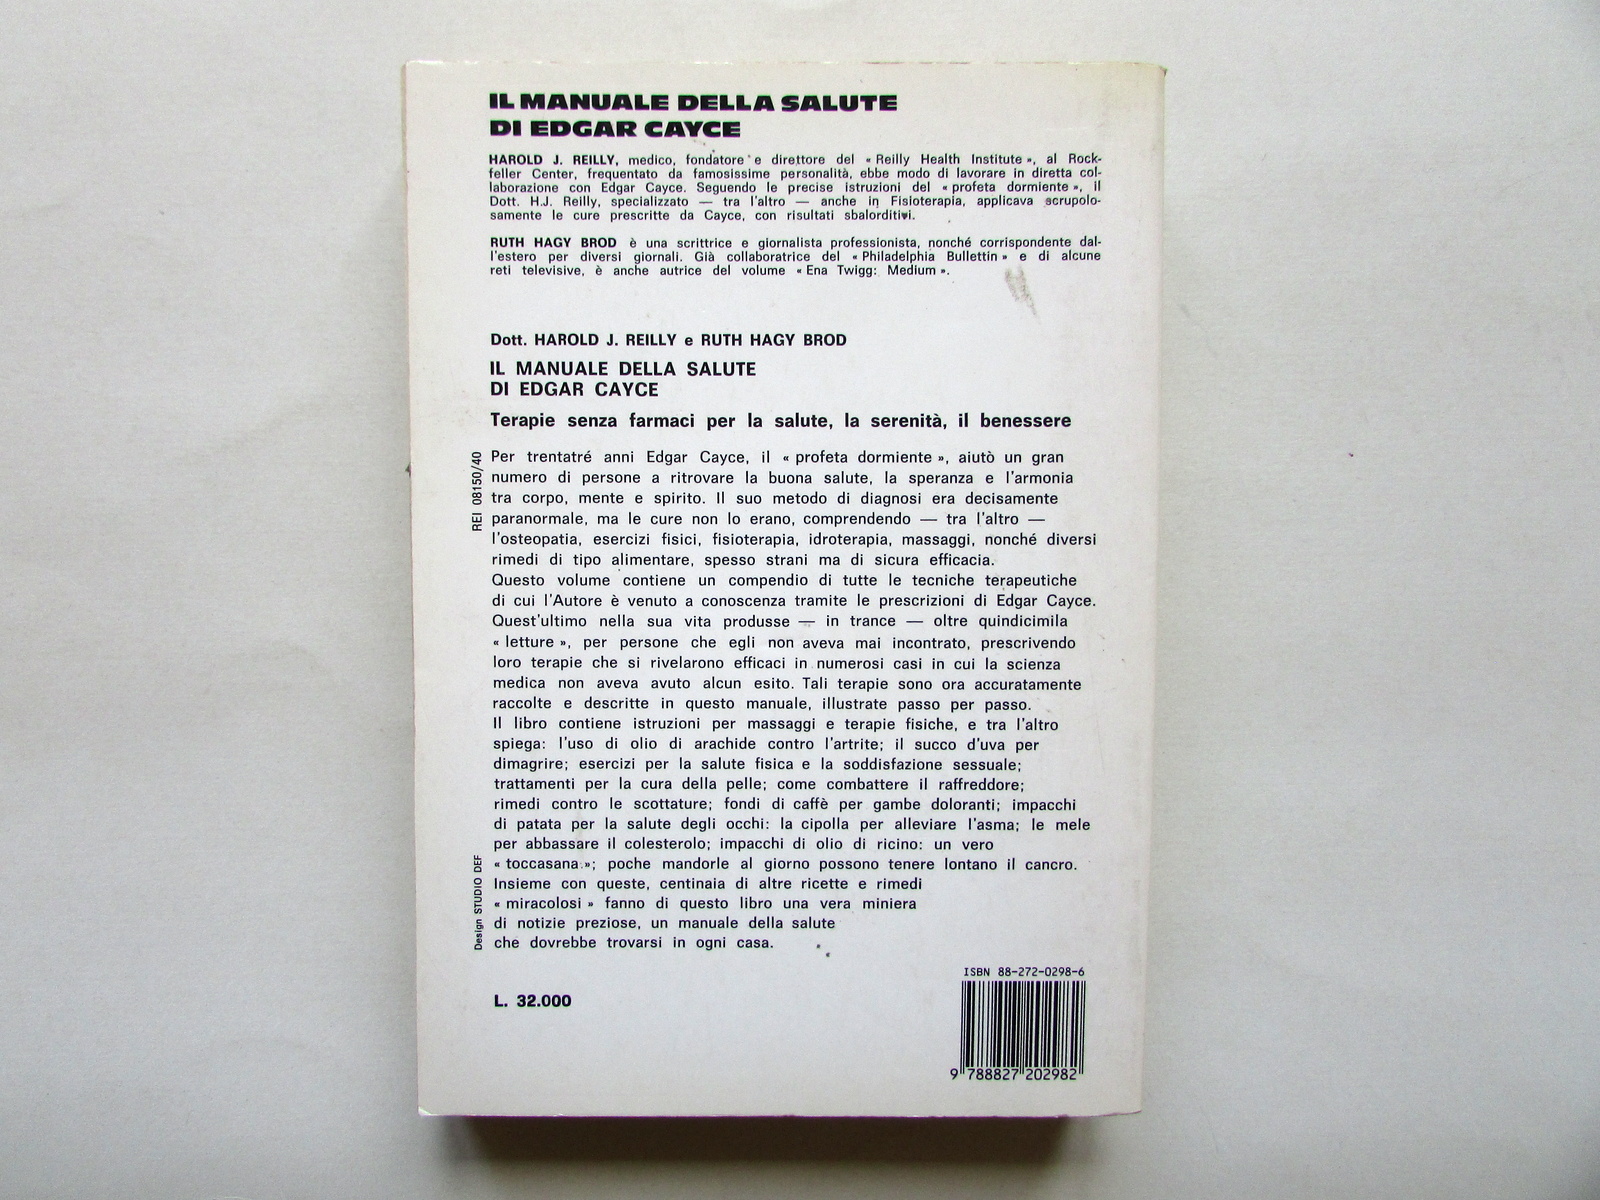 IL MANUALE DELLA SALUTE
DI EDGAR CAYCE
HAROLD J. REILLY, medico, fondatore e direttore del « Reilly Health Institute », al Rock-
feller Center, frequentato da famosissime personalità, ebbe modo di lavorare in diretta col-
laborazione con Edgar Cayce. Seguendo le precise istruzioni del « profeta dormiente », il
Dott. H.J. Reilly, specializzato — tra l'altro — anche in Fisioterapia, applicava scrupolo-
samente le cure prescritte da Cayce, con risultati sbalorditivi.
RUTH HAGY BROD è una scrittrice e giornalista professionista, nonché corrispondente dal-
l'estero per diversi giornali. Già collaboratrice del « Philadelphia Bullettin » e di alcune
reti televisive, è anche autrice del volume « Ena Twigg: Medium ».
Dott. HAROLD J. REILLY e RUTH HAGY BROD
IL MANUALE DELLA SALUTE
DI EDGAR CAYCE
Terapie senza farmaci per la salute, la serenità, il benessere
Per trentatré anni Edgar Cayce, il « profeta dormiente », aiutò un gran
numero di persone a ritrovare la buona salute, la speranza e l'armonia
tra corpo, mente e spirito. Il suo metodo di diagnosi era decisamente
paranormale, ma le cure non lo erano, comprendendo — tra l'altro —
l'osteopatia, esercizi fisici, fisioterapia, idroterapia, massaggi, nonché diversi
rimedi di tipo alimentare, spesso strani ma di sicura efficacia.
Questo volume contiene un compendio di tutte le tecniche terapeutiche
di cui l'Autore è venuto a conoscenza tramite le prescrizioni di Edgar Cayce.
Quest'ultimo nella sua vita produsse — in trance — oltre quindicimila
« letture », per persone che egli non aveva mai incontrato, prescrivendo
loro terapie che si rivelarono efficaci in numerosi casi in cui la scienza
medica non aveva avuto alcun esito. Tali terapie sono ora accuratamente
raccolte e descritte in questo manuale, illustrate passo per passo.
Il libro contiene istruzioni per massaggi e terapie fisiche, e tra l'altro
spiega: l'uso di olio di arachide contro l'artrite; il succo d'uva per
dimagrire; esercizi per la salute fisica e la soddisfazione sessuale;
trattamenti per la cura della pelle; come combattere il raffreddore;
rimedi contro le scottature; fondi di caffè per gambe doloranti; impacchi
di patata per la salute degli occhi: la cipolla per alleviare l'asma; le mele
per abbassare il colesterolo; impacchi di olio di ricino: un vero
« toccasana »; poche mandorle al giorno possono tenere lontano il cancro.
Insieme con queste, centinaia di altre ricette e rimedi
« miracolosi » fanno di questo libro una vera miniera
di notizie preziose, un manuale della salute
che dovrebbe trovarsi in ogni casa.
REI 08150/40
Design STUDIO DEF
L. 32.000
ISBN 88-272-0298-6
9 788827 202982